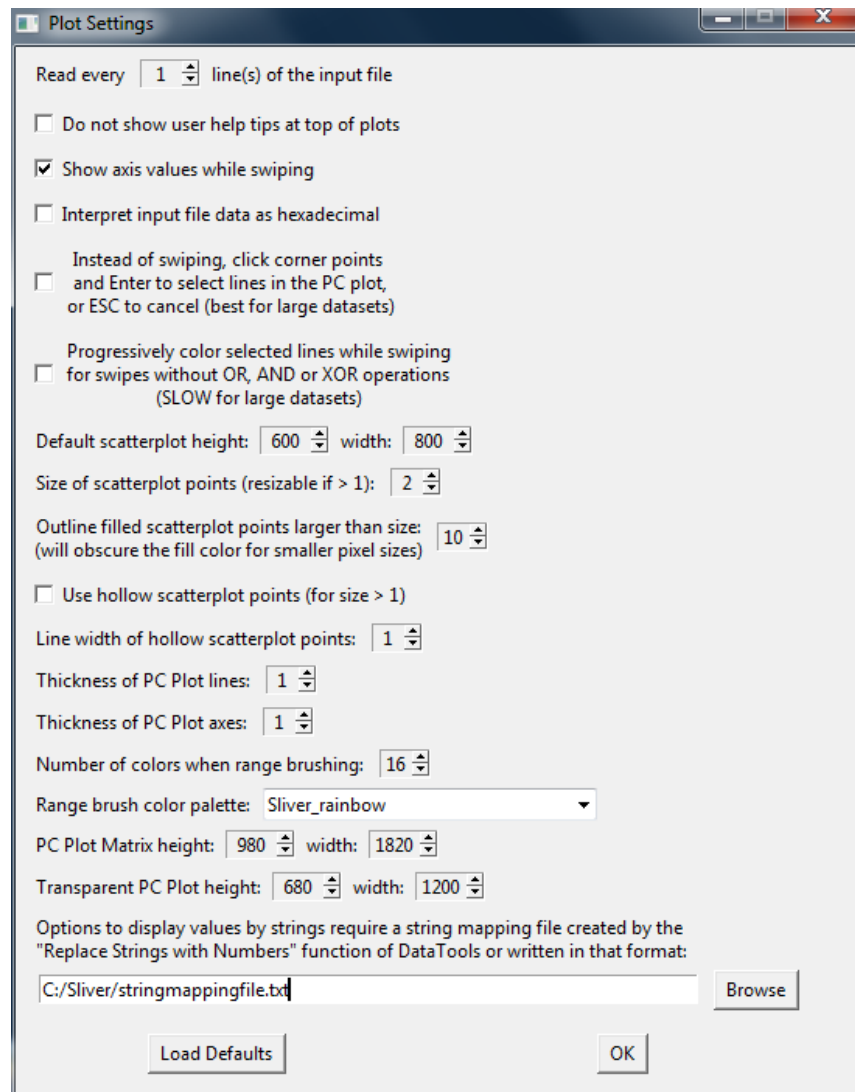 Plot Settings
Read every 1 line(s) of the input file
Do not show user help tips at top of plots
Show axis values while swiping
Interpret input file data as hexadecimal
Instead of swiping, click corner points
and Enter to select lines in the PC plot,
or ESC to cancel (best for large datasets)
Progressively color selected lines while swiping
for swipes without OR, AND or XOR operations
(SLOW for large datasets)
Default scatterplot height: 600 width: 800
Size of scatterplot points (resizable if > 1): 2
Outline filled scatterplot points larger than size: 10
(will obscure the fill color for smaller pixel sizes)
Use hollow scatterplot points (for size > 1)
Line width of hollow scatterplot points: 1
Thickness of PC Plot lines: 1
Thickness of PC Plot axes: 1
Number of colors when range brushing: 16
Range brush color palette: Sliver_rainbow
PC Plot Matrix height: 980 width: 1820
Transparent PC Plot height: 680 width: 1200
Options to display values by strings require a string mapping file created by the
"Replace Strings with Numbers" function of DataTools or written in that format:
C:/Sliver/stringmappingfile.txt Browse
Load Defaults OK